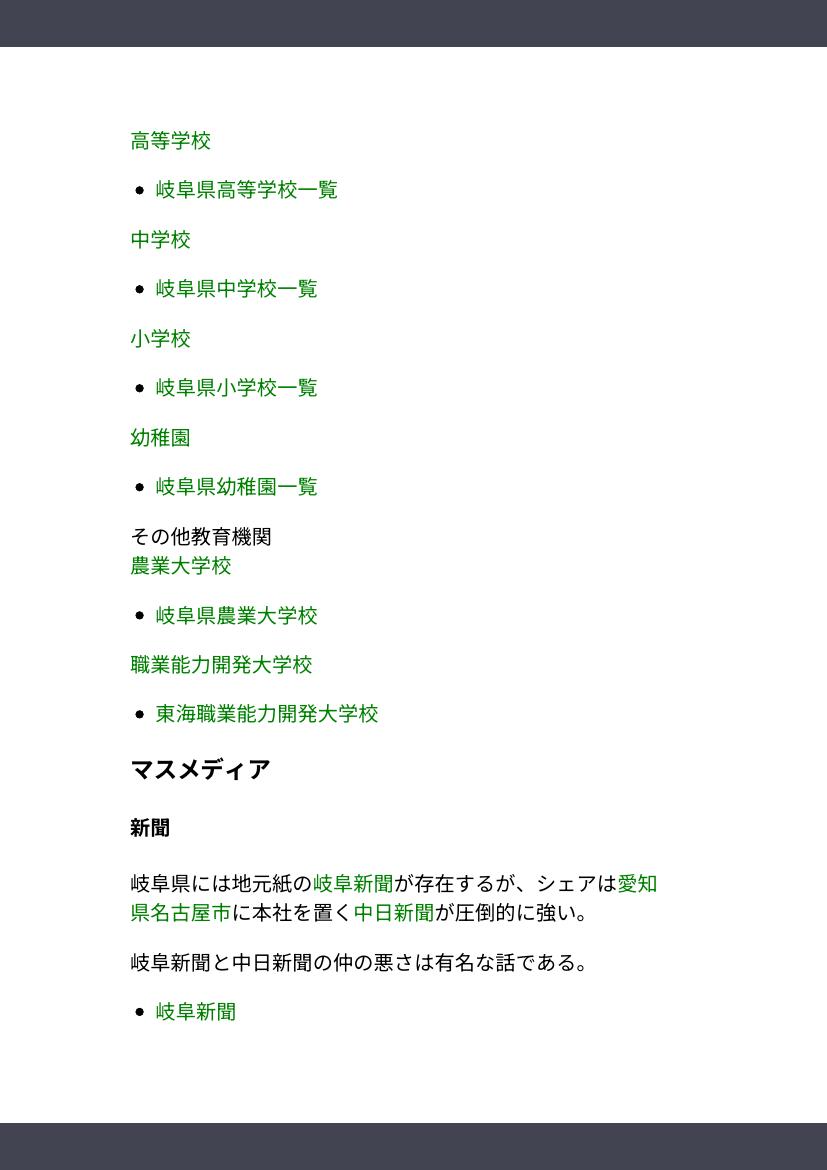 高等学校
岐阜県高等学校一覧
中学校
岐阜県中学校一覧
小学校
岐阜県小学校一覧
幼稚園
岐阜県幼稚園一覧
その他教育機関
農業大学校
岐阜県農業大学校
職業能力開発大学校
東海職業能力開発大学校
マスメディア
新聞
岐阜県には地元紙の岐阜新聞が存在するが、シェアは愛知
県名古屋市に本社を置く中日新聞が圧倒的に強い。
岐阜新聞と中日新聞の仲の悪さは有名な話である。
岐阜新聞